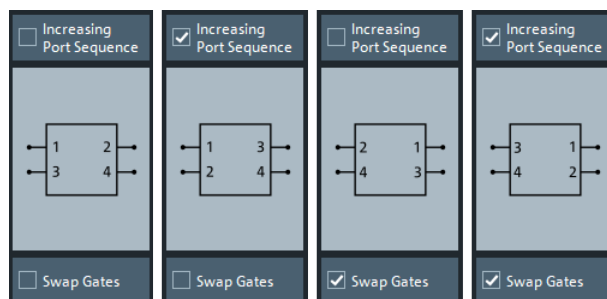 Increasing
Port Sequence
1 2
3 4
Swap Gates
Increasing
Port Sequence
1 3
2 4
Swap Gates
Increasing
Port Sequence
2 1
4 3
Swap Gates
Increasing
Port Sequence
3 1
4 2
Swap Gates